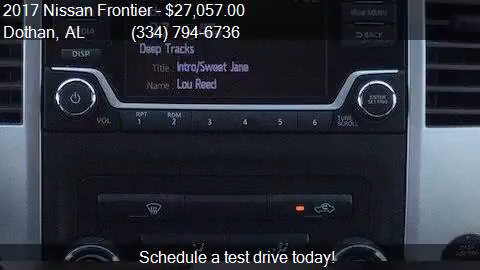 2017 Nissan Frontier - $27,057.00
Dothan, AL (334) 794-6736
MENU
DISP
BACK
Deep Tracks
Title : Intro/Sweet Jane
Name : Lou Reed
ENTER
SETTING
VOL
RPT
1
RDM
2
3
4
5
6
TUNE
SCROLL
Schedule a test drive today!